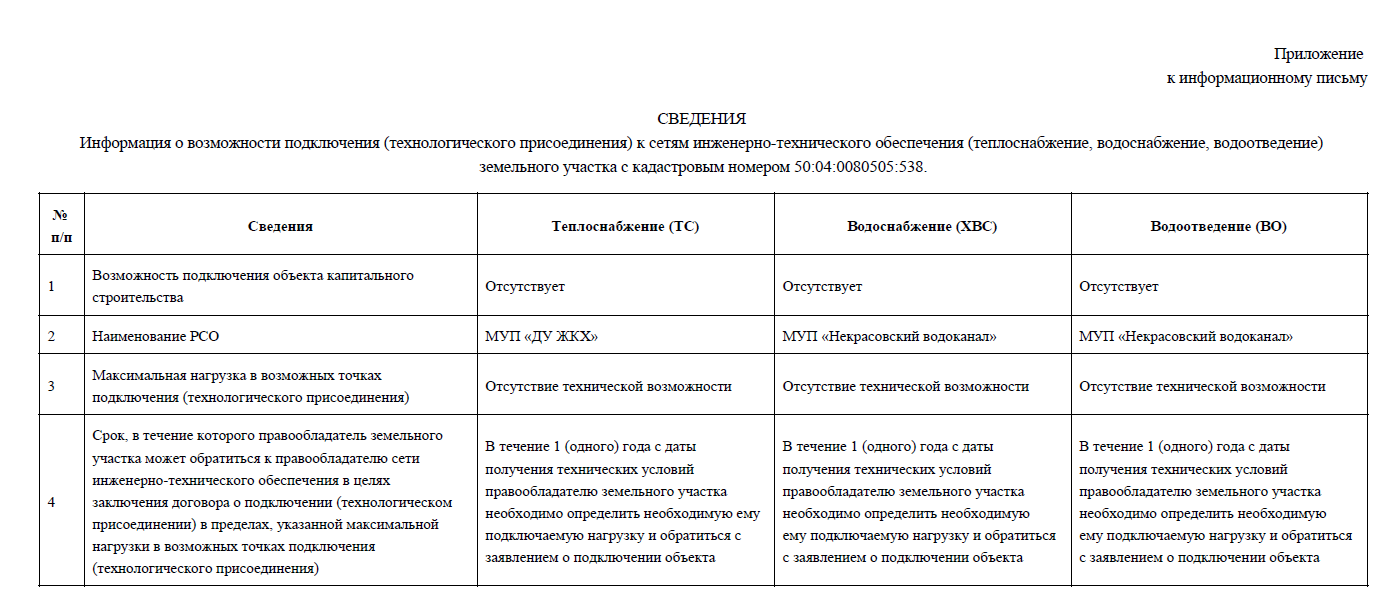 Приложение
к информационному письму
СВЕДЕНИЯ
Информация о возможности подключения (технологического присоединения) к сетям инженерно-технического обеспечения (теплоснабжение, водоснабжение, водоотведение)
земельного участка с кадастровым номером 50:04:0080505:538.
№
п/п
Сведения
Теплоснабжение (ТС)
Водоснабжение (ХВС)
Водоотведение (ВО)
1
Возможность подключения объекта капитального
строительства
Отсутствует
Отсутствует
Отсутствует
2
Наименование РСО
МУП «ДУ ЖКХ»
МУП «Некрасовский водоканал»
МУП «Некрасовский водоканал»
3
Максимальная нагрузка в возможных точках
подключения (технологического присоединения)
Отсутствие технической возможности
Отсутствие технической возможности
Отсутствие технической возможности
4
Срок, в течение которого правообладатель земельного
участка может обратиться к правообладателю сети
инженерно-технического обеспечения в целях
заключения договора о подключении (технологическом
присоединении) в пределах, указанной максимальной
нагрузки в возможных точках подключения
(технологического присоединения)
В течение 1 (одного) года с даты
получения технических условий
правообладателю земельного участка
необходимо определить необходимую ему
подключаемую нагрузку и обратиться с
заявлением о подключении объекта
В течение 1 (одного) года с даты
получения технических условий
правообладателю земельного участка
необходимо определить необходимую
ему подключаемую нагрузку и обратиться
с заявлением о подключении объекта
В течение 1 (одного) года с даты
получения технических условий
правообладателю земельного участка
необходимо определить необходимую
ему подключаемую нагрузку и обратиться
с заявлением о подключении объекта